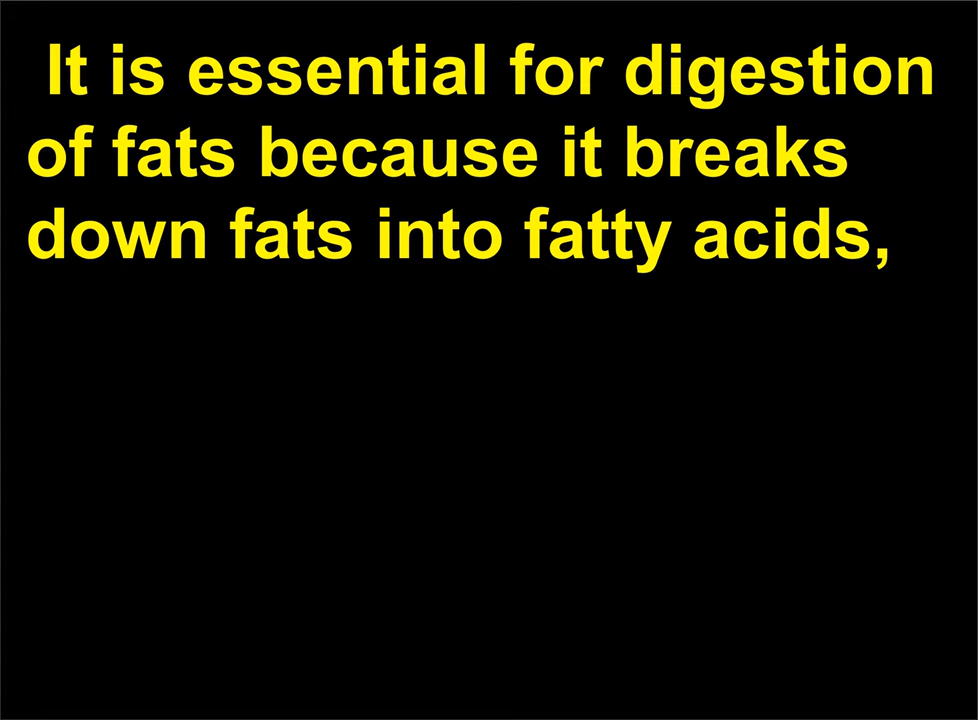 It is essential for digestion
of fats because it breaks
down fats into fatty acids,